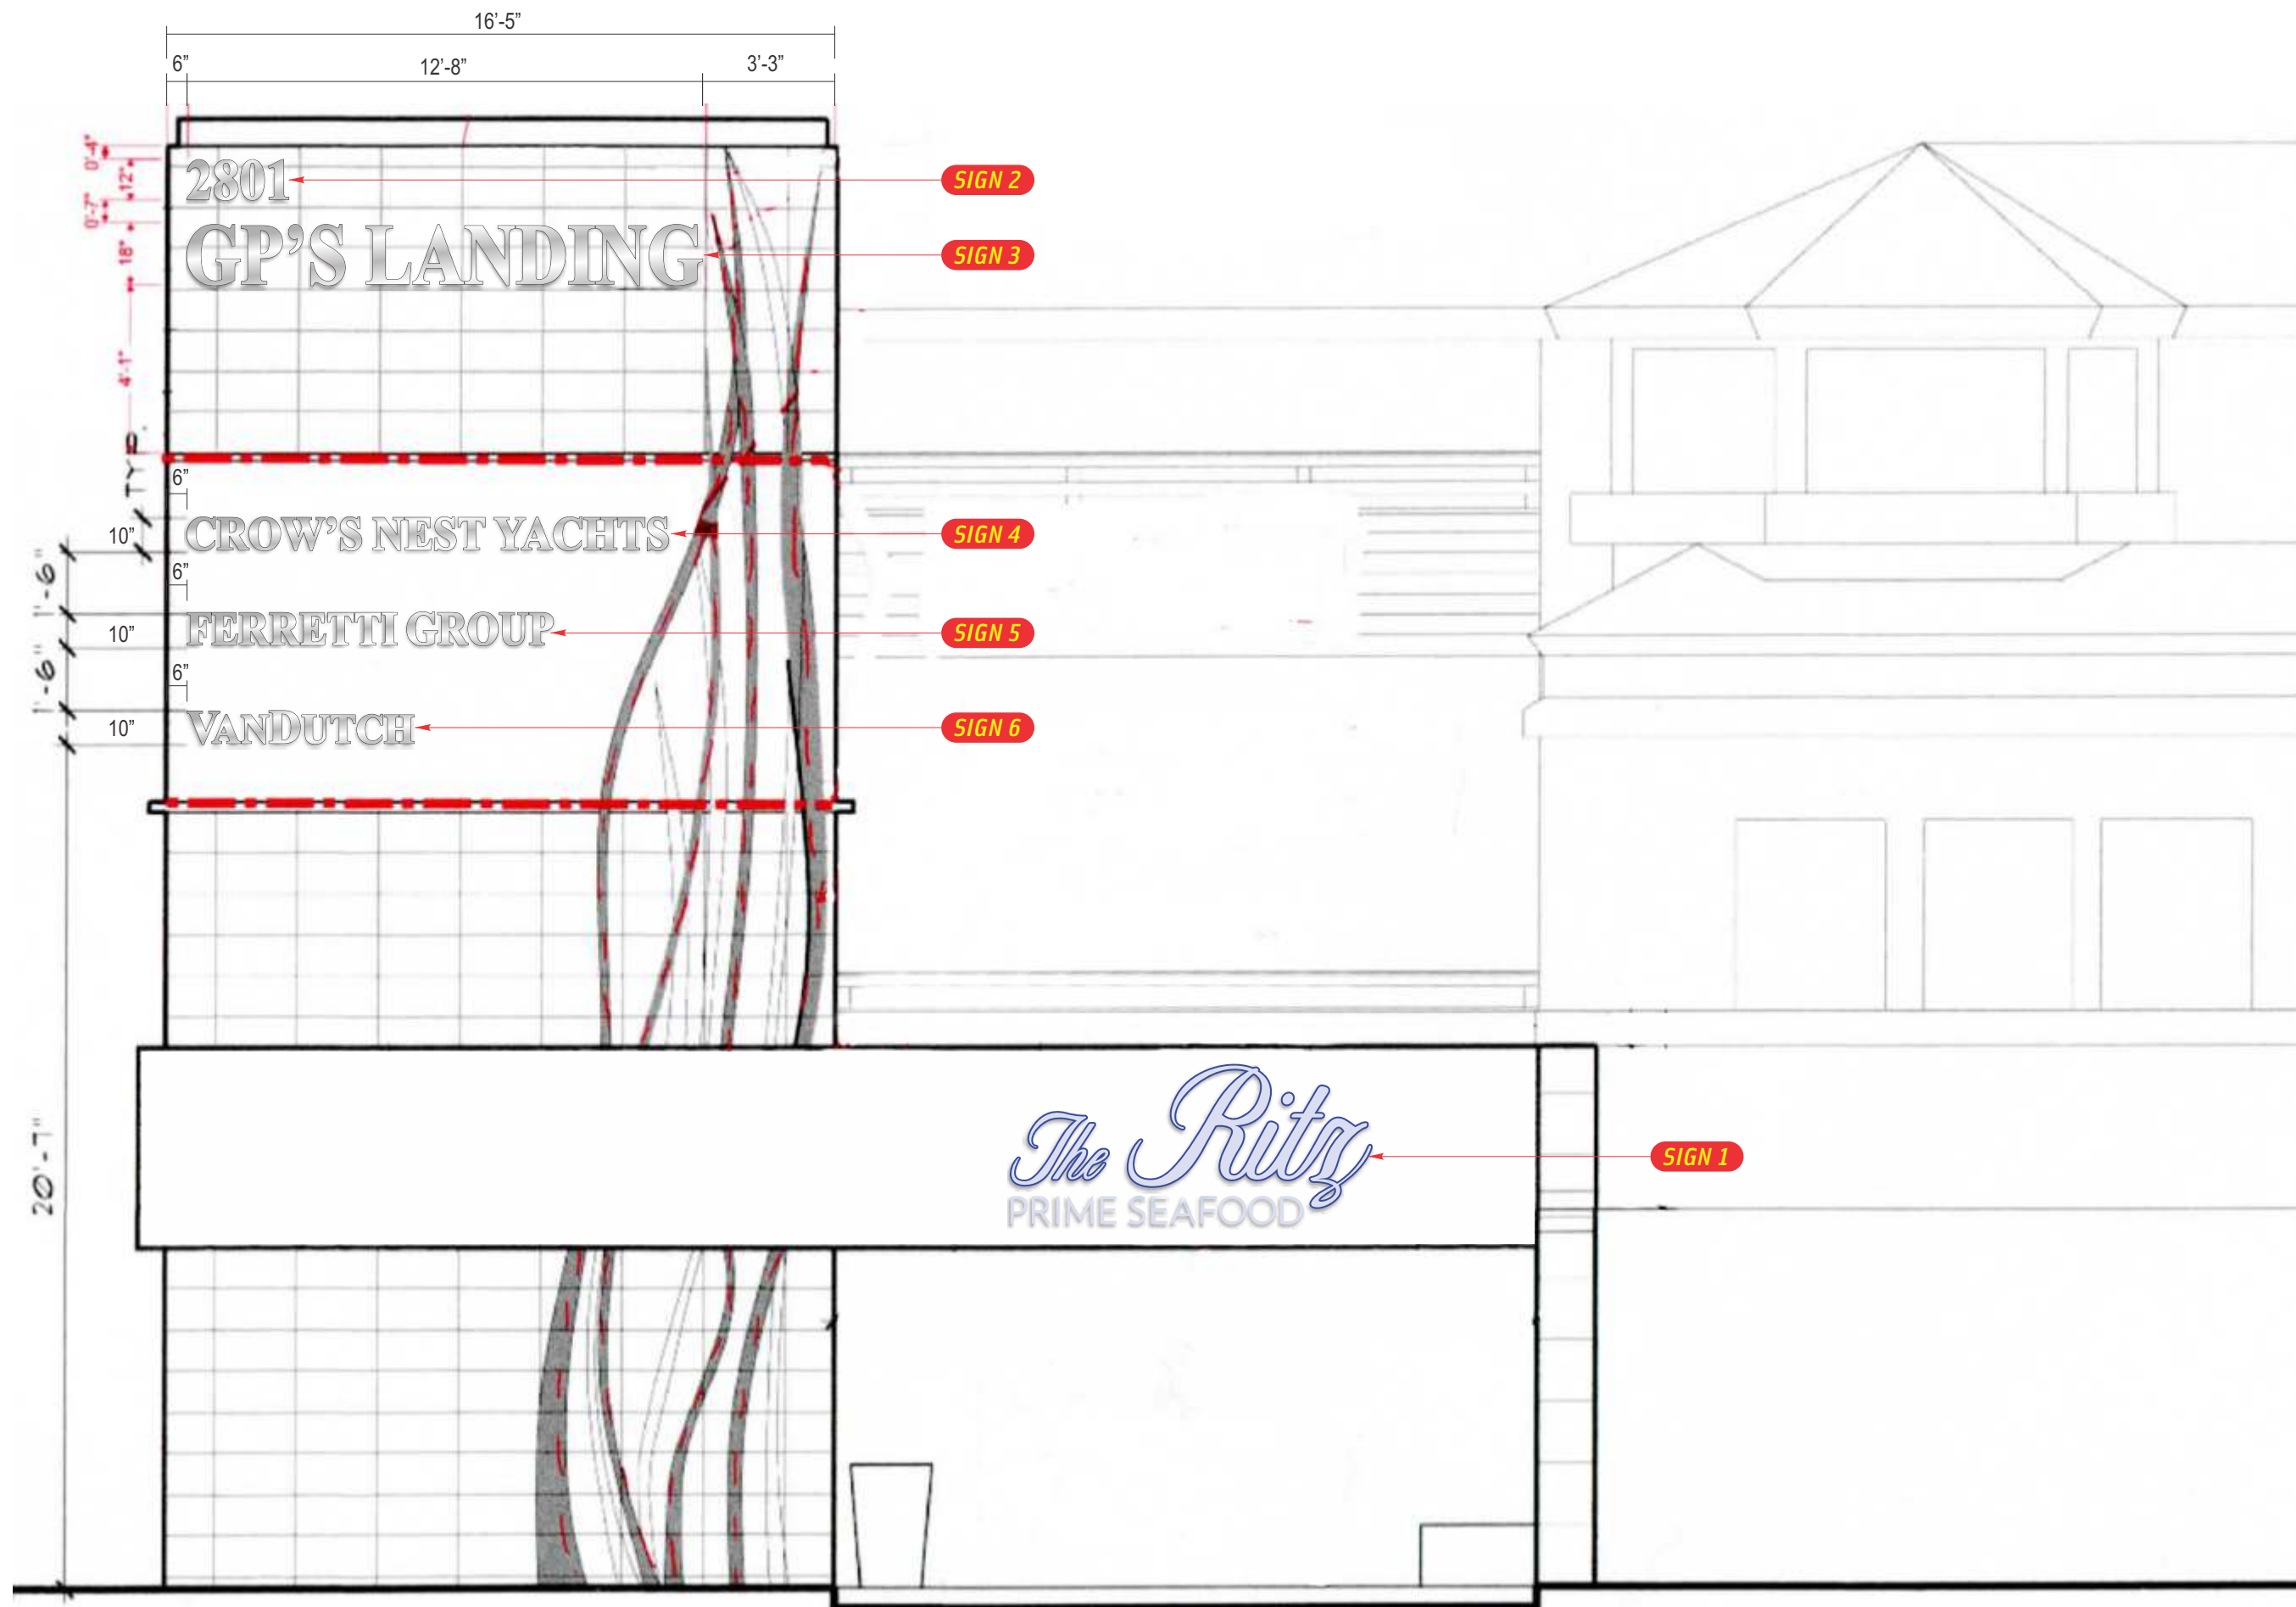 16’-5”
6” 12’-8” 3’-3”
0'-4"
12"
0'-7"
18"
4'-1"
2801
SIGN 2
GP’S LANDING
SIGN 3
TYP.
6”
10”
CROW’S NEST YACHTS
SIGN 4
1'-6"
6”
10”
FERRETTI GROUP
SIGN 5
1'-6"
6”
10”
VANDUTCH
SIGN 6
20'-7"
The Ritz
PRIME SEAFOOD
SIGN 1